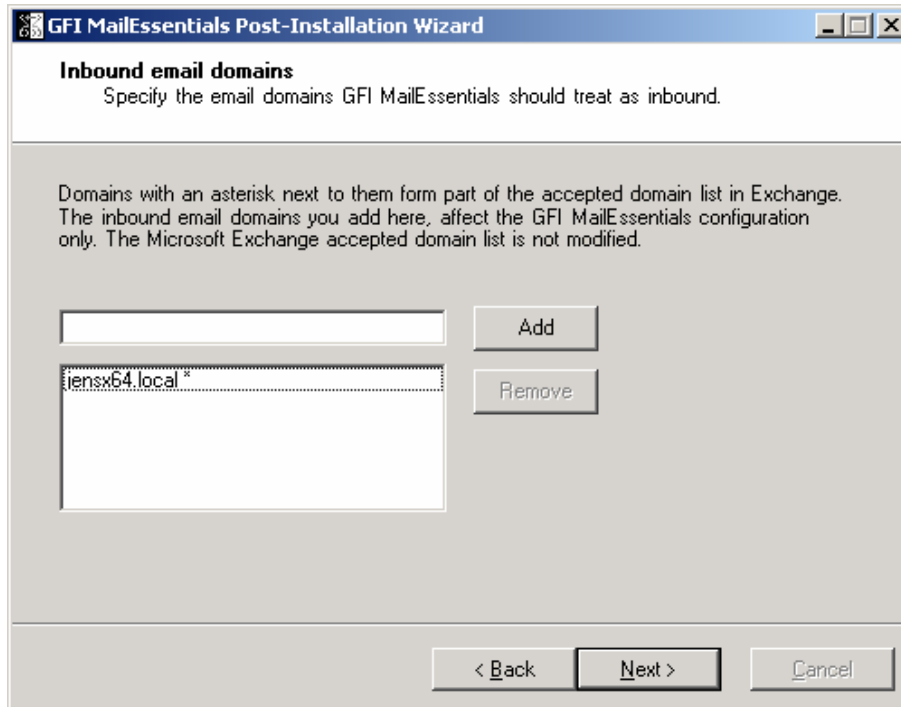 GFI MailEssentials Post-Installation Wizard
Inbound email domains
Specify the email domains GFI MailEssentials should treat as inbound.
Domains with an asterisk next to them form part of the accepted domain list in Exchange.
The inbound email domains you add here, affect the GFI MailEssentials configuration
only. The Microsoft Exchange accepted domain list is not modified.
Add
jensx64.local *
Remove
< Back
Next >
Cancel